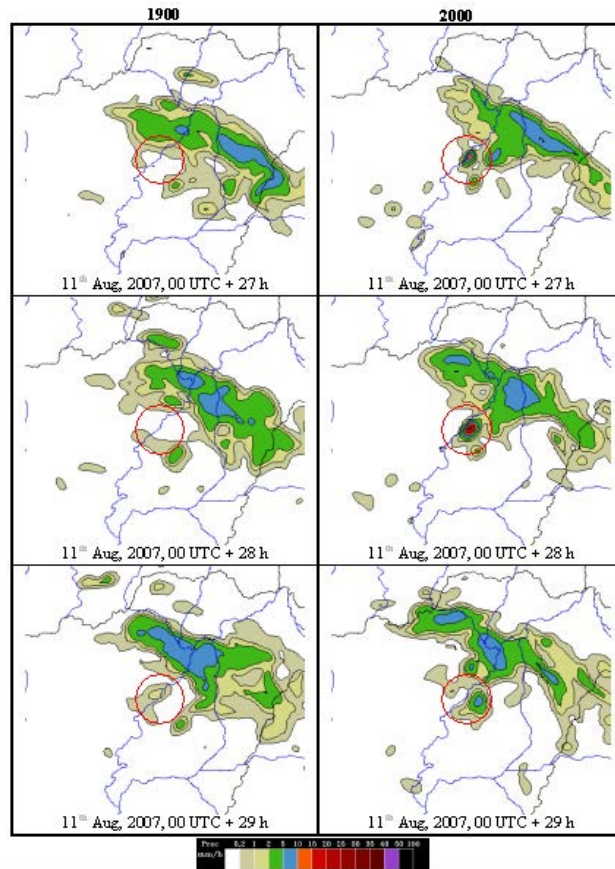 1900 2000
11th Aug, 2007, 00 UTC + 27 h 11th Aug, 2007, 00 UTC + 27 h
11th Aug, 2007, 00 UTC + 28 h 11th Aug, 2007, 00 UTC + 28 h
11th Aug, 2007, 00 UTC + 29 h 11th Aug, 2007, 00 UTC + 29 h
Prec 0,2 1 2 5 10 15 20 25 30 35 40 50 100
mm/h